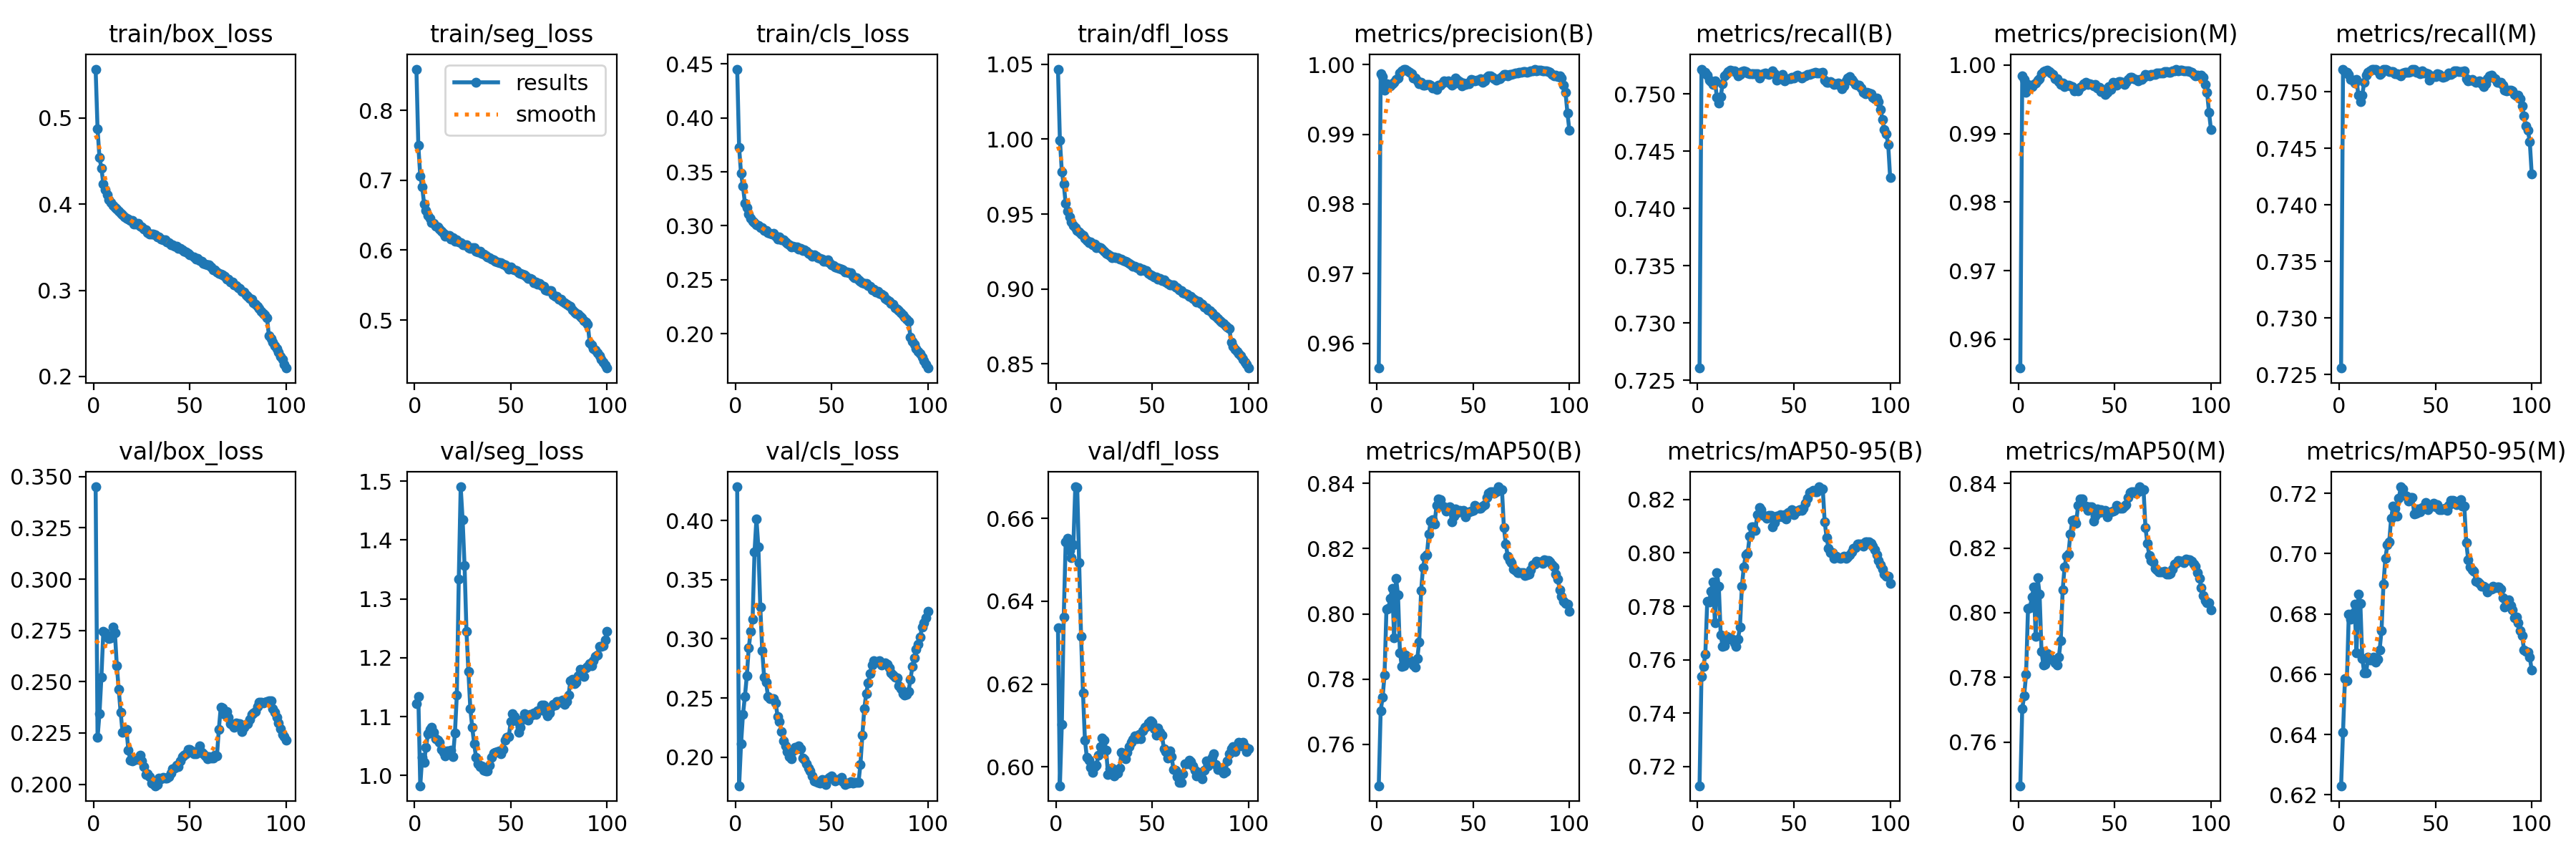 train/box_loss
train/seg_loss
train/cls_loss
train/dfl_loss
metrics/precision(B)
metrics/recall(B)
metrics/precision(M)
metrics/recall(M)
results
smooth
0.5
0.4
0.3
0.2
0 50 100
0.8
0.7
0.6
0.5
0 50 100
0.45
0.40
0.35
0.30
0.25
0.20
0 50 100
1.05
1.00
0.95
0.90
0.85
0 50 100
1.00
0.99
0.98
0.97
0.96
0 50 100
0.750
0.745
0.740
0.735
0.730
0.725
0 50 100
1.00
0.99
0.98
0.97
0.96
0 50 100
0.750
0.745
0.740
0.735
0.730
0.725
0 50 100
val/box_loss
val/seg_loss
val/cls_loss
val/dfl_loss
metrics/mAP50(B)
metrics/mAP50-95(B)
metrics/mAP50(M)
metrics/mAP50-95(M)
0.350
0.325
0.300
0.275
0.250
0.225
0.200
0 50 100
1.5
1.4
1.3
1.2
1.1
1.0
0 50 100
0.40
0.35
0.30
0.25
0.20
0 50 100
0.66
0.64
0.62
0.60
0 50 100
0.84
0.82
0.80
0.78
0.76
0 50 100
0.82
0.80
0.78
0.76
0.74
0.72
0 50 100
0.84
0.82
0.80
0.78
0.76
0 50 100
0.72
0.70
0.68
0.66
0.64
0.62
0 50 100